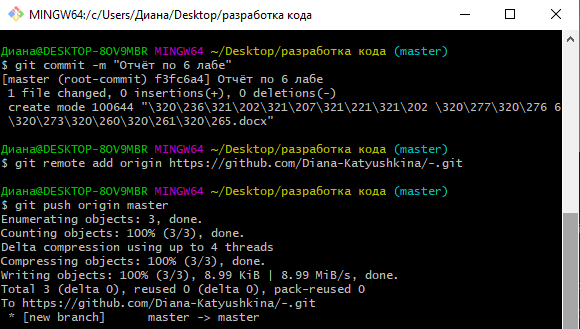 MINGW64:/c/Users/Диана/Desktop/разработка кода
Диана@DESKTOP-8OV9MBR MINGW64 ~/Desktop/разработка кода (master)
$ git commit -m "Отчёт по 6 лабе"
[master (root-commit) f3fc6a4] Отчёт по 6 лабе
 1 file changed, 0 insertions(+), 0 deletions(-)
 create mode 100644 "\320\236\321\202\321\207\321\221\321\202 \320\277\320\276 6
 \320\273\320\260\320\261\320\265.docx"
Диана@DESKTOP-8OV9MBR MINGW64 ~/Desktop/разработка кода (master)
$ git remote add origin https://github.com/Diana-Katyushkina/-.git
Диана@DESKTOP-8OV9MBR MINGW64 ~/Desktop/разработка кода (master)
$ git push origin master
Enumerating objects: 3, done.
Counting objects: 100% (3/3), done.
Delta compression using up to 4 threads
Compressing objects: 100% (3/3), done.
Writing objects: 100% (3/3), 8.99 KiB | 8.99 MiB/s, done.
Total 3 (delta 0), reused 0 (delta 0), pack-reused 0
To https://github.com/Diana-Katyushkina/-.git
 * [new branch]      master -> master